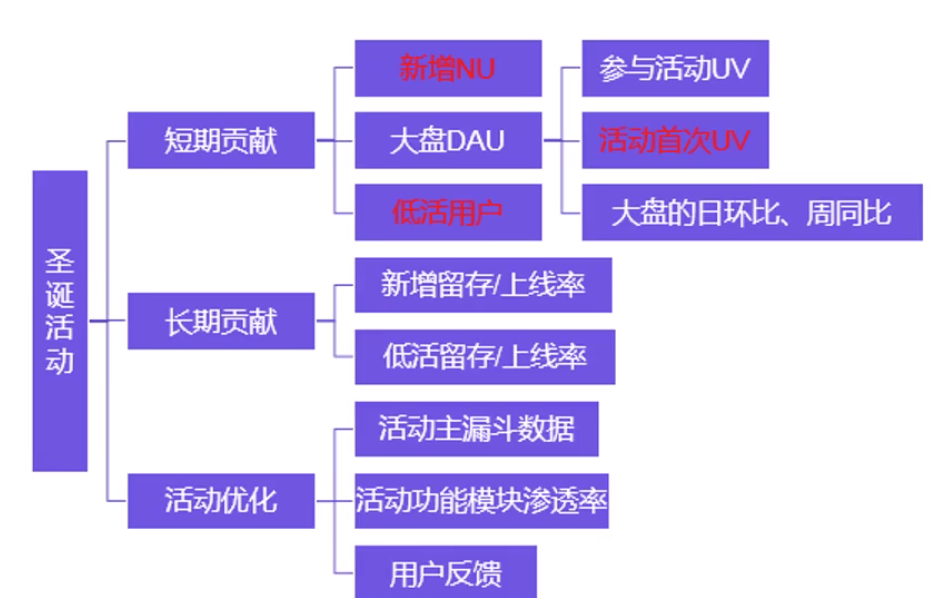 圣诞活动
短期贡献
新增NU
大盘DAU
参与活动UV
活动首次UV
大盘的日环比、周同比
低活用户
长期贡献
新增留存/上线率
低活留存/上线率
活动优化
活动主漏斗数据
活动功能模块渗透率
用户反馈